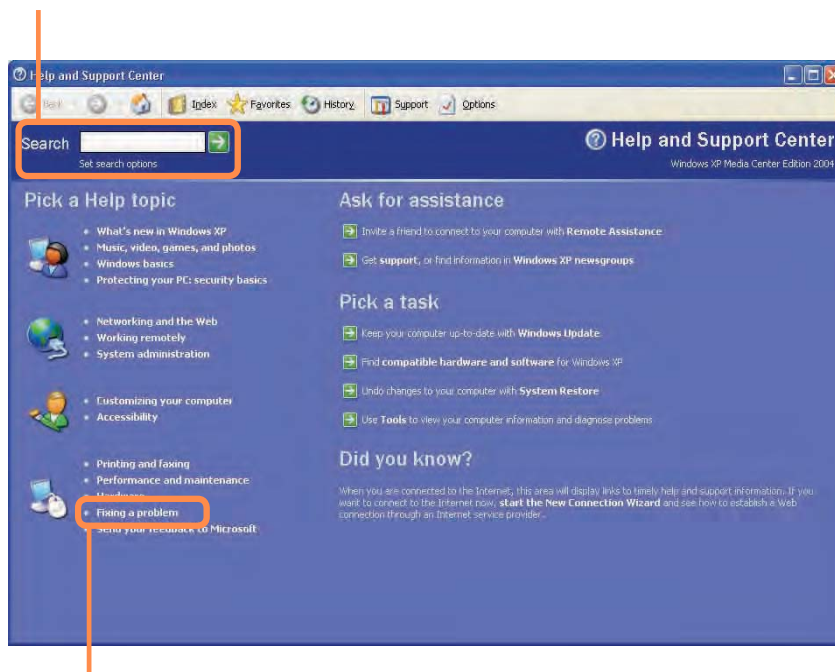 Help and Support Center
Back Index Favorites History Support Options
Search
Set search options
Help and Support Center
Windows XP Media Center Edition 2004
Pick a Help topic
What's new in Windows XP
Music, video, games, and photos
Windows basics
Protecting your PC: security basics
Networking and the Web
Working remotely
System administration
Customizing your computer
Accessibility
Printing and faxing
Performance and maintenance
Hardware
Fixing a problem
Send your feedback to Microsoft
Ask for assistance
Invite a friend to connect to your computer with Remote Assistance
Get support, or find information in Windows XP newsgroups
Pick a task
Keep your computer up-to-date with Windows Update
Find compatible hardware and software for Windows XP
Undo changes to your computer with System Restore
Use Tools to view your computer information and diagnose problems
Did you know?
When you are connected to the Internet, this area will display links to timely help and support information. If you
want to connect to the Internet now, start the New Connection Wizard and see how to establish a Web
connection through an Internet service provider.